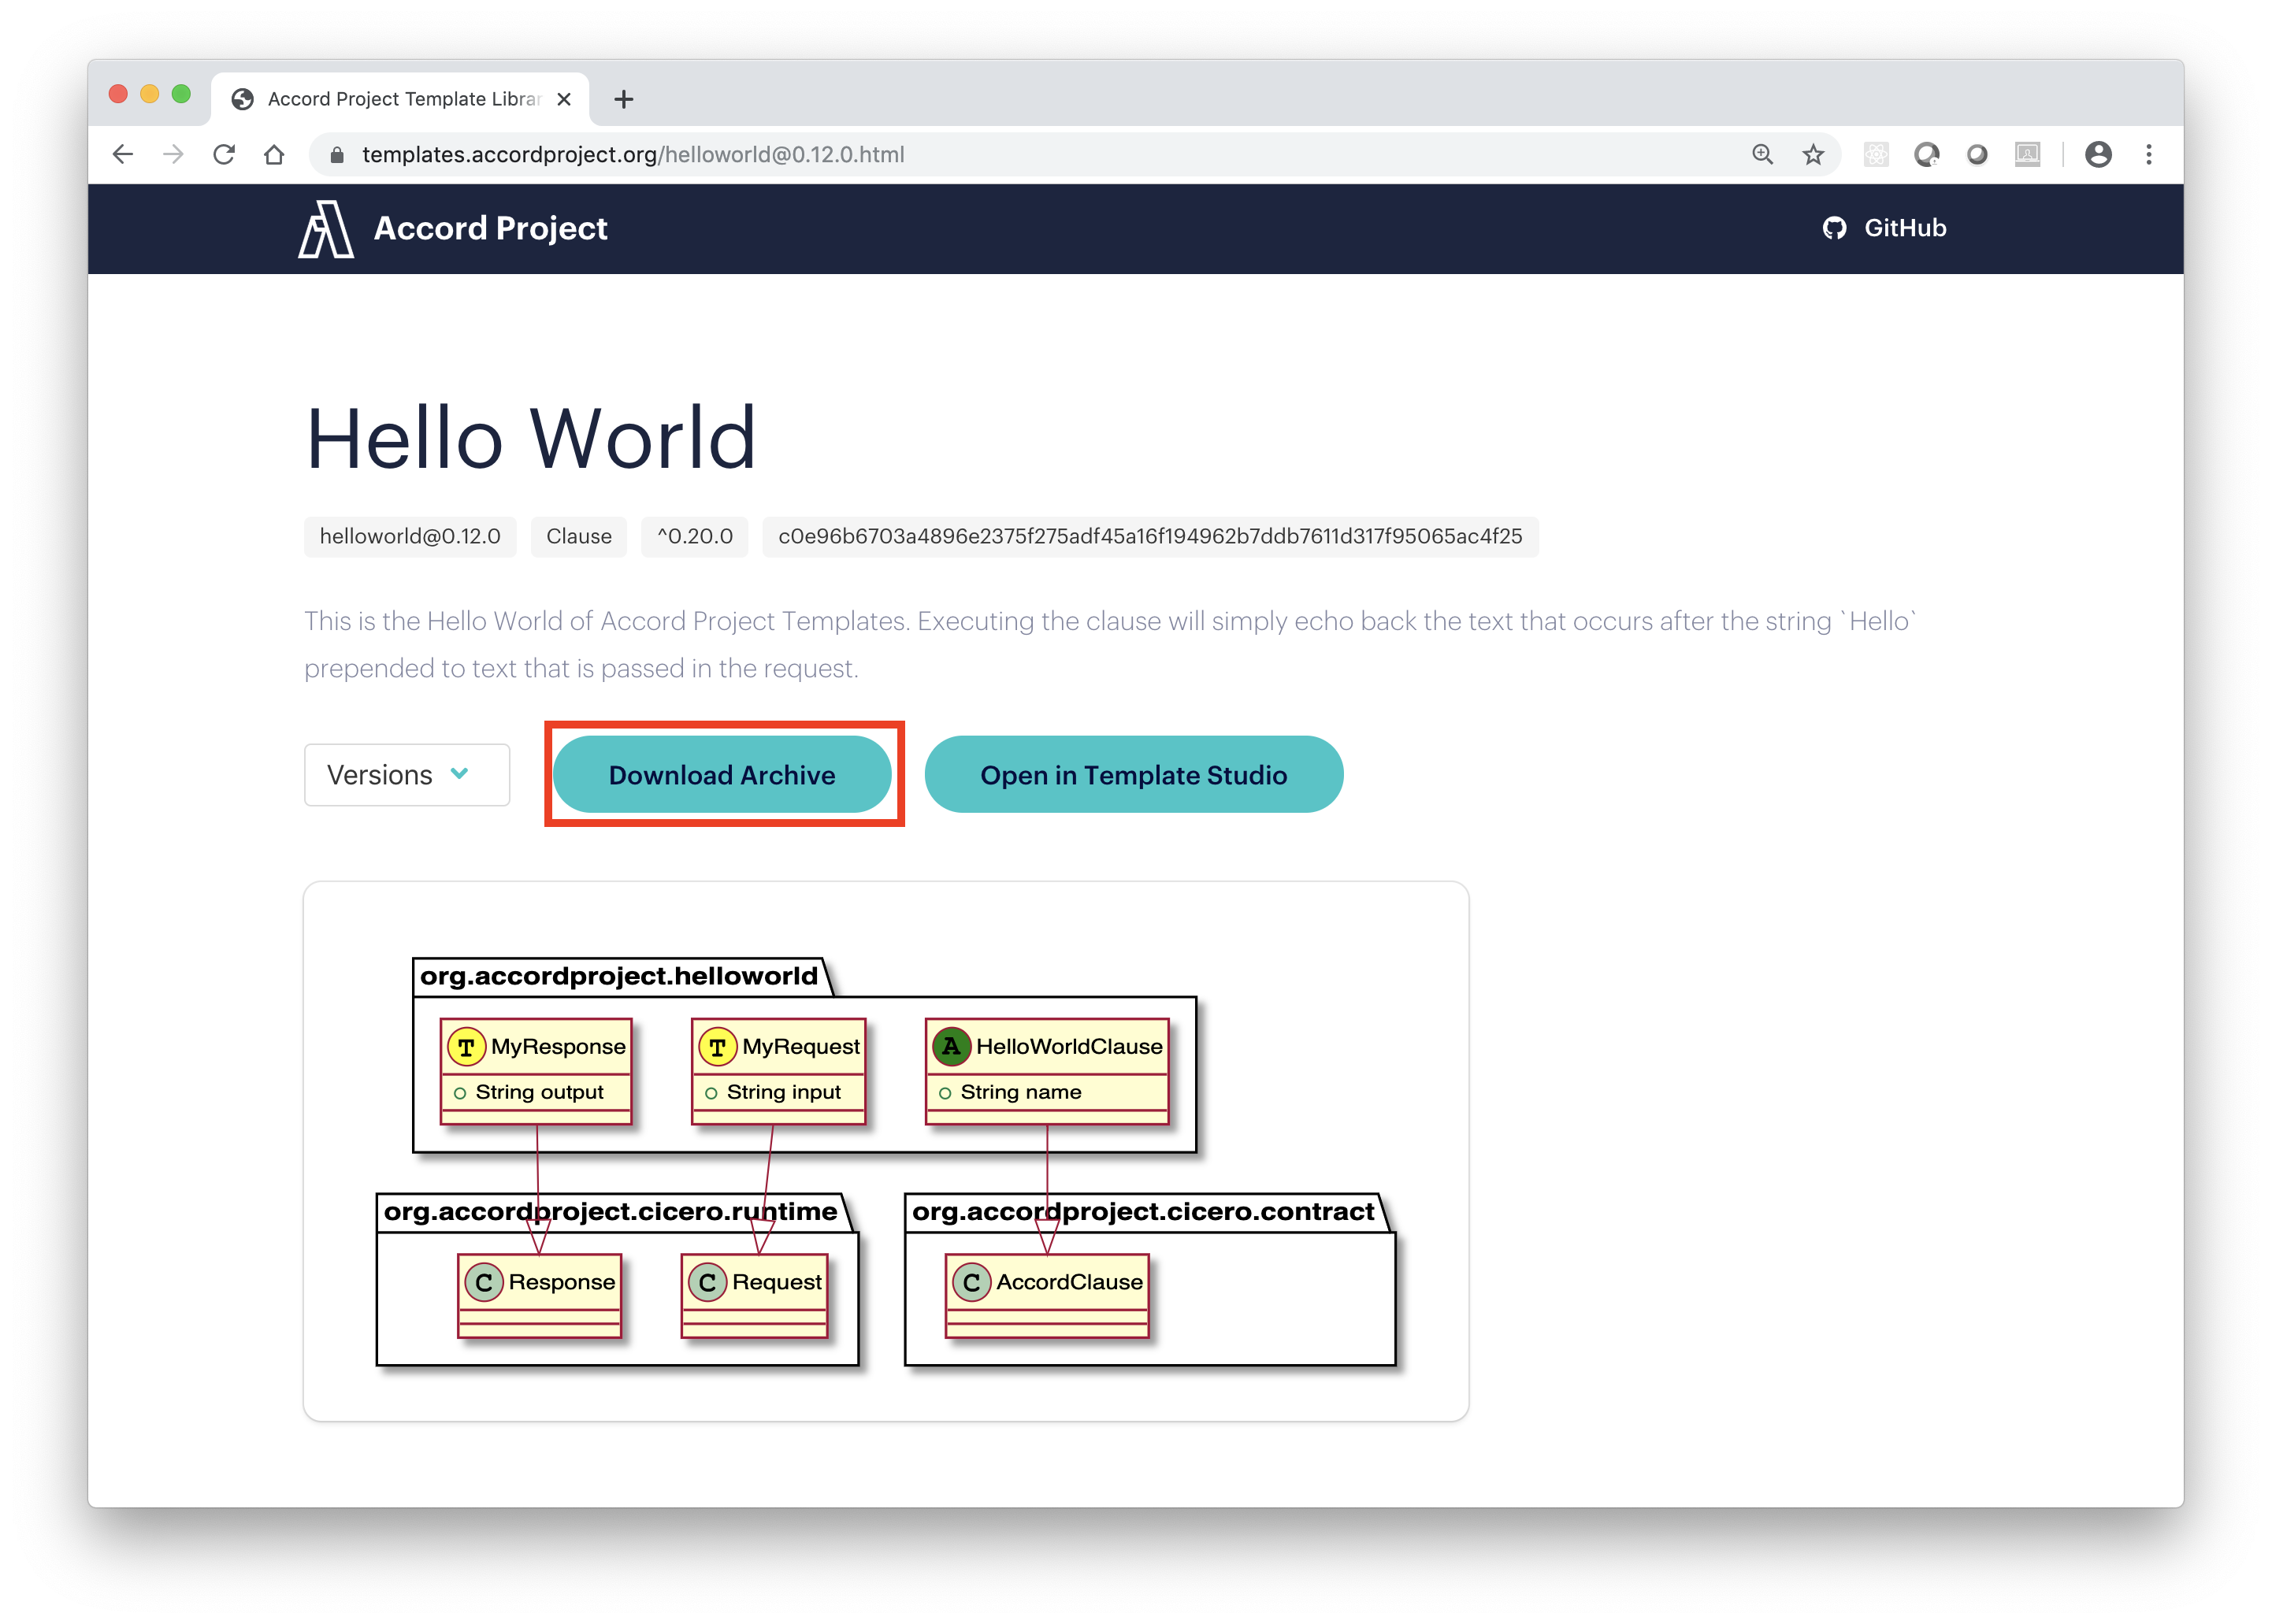 Accord Project Template Librar
templates.accordproject.org/helloworld@0.12.0.html
Accord Project
GitHub
Hello World
helloworld@0.12.0 Clause ^0.20.0 c0e96b6703a4896e2375f275adf45a16f194962b7ddb7611d317f95065ac4f25
This is the Hello World of Accord Project Templates. Executing the clause will simply echo back the text that occurs after the string `Hello`
prepended to text that is passed in the request.
Versions Download Archive Open in Template Studio
org.accordproject.helloworld
T MyResponse T MyRequest A HelloWorldClause
String output String input String name
org.accordproject.cicero.runtime org.accordproject.cicero.contract
C Response C Request C AccordClause